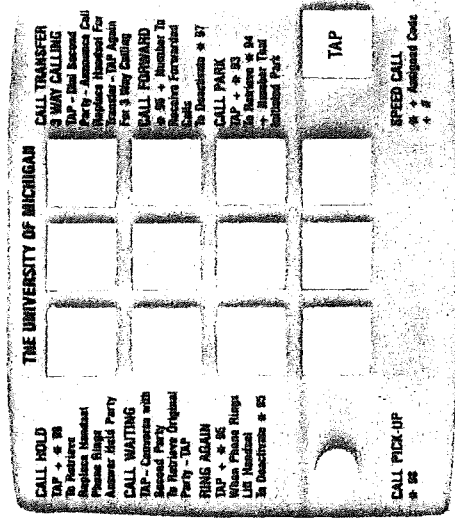 THE UNIVERSITY OF MICHIGAN
CALL HOLD
TAP + # 98
To Retrieve
Replace Handset
Phone Rings
Answer Held Party
CALL WAITING
TAP - Converse with
Second Party
To Retrieve Original
Party - TAP
RING AGAIN
TAP + # 95
When Phone Rings
Lift Handset
To Deactivate # 95
CALL PICK-UP
CALL TRANSFER
3 WAY CALLING
TAP - Dial Second
Party - Announce Call
Replace Handset For
Transfer - TAP Again
For 3 Way Calling
CALL FORWARD
# 96 + Number To
Receive Forwarded
Calls
To Deactivate # 97
CALL PARK
TAP + # 93
To Retrieve # 94
+ Number That
Initiated Park
TAP
SPEED CALL
# + Assigned Code
+ #